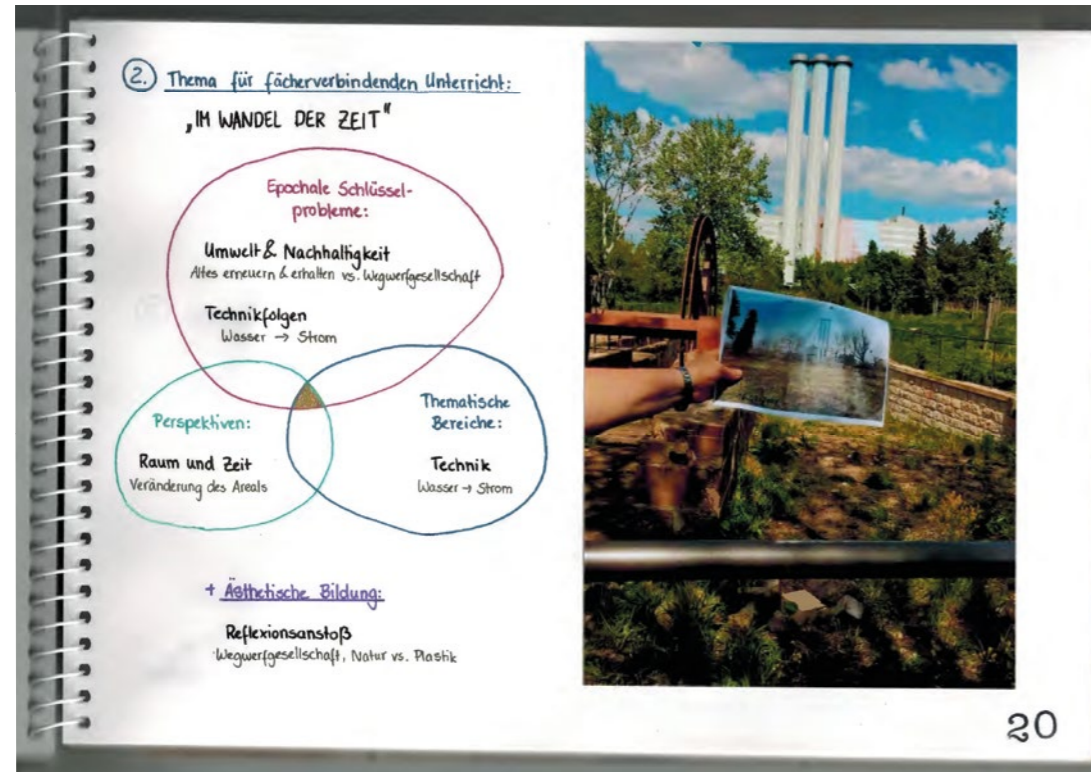 2. Thema für fächerverbindenden Unterricht:
„IM WANDEL DER ZEIT"
Epochale Schlüssel-
probleme:
Umwelt & Nachhaltigkeit
Altes erneuern & erhalten vs. Wegwerfgesellschaft
Technikfolgen
Wasser → Strom
Perspektiven:
Raum und Zeit
Veränderung des Areals
Thematische
Bereiche:
Technik
Wasser → Strom
+ Ästhetische Bildung:
Reflexionsanstoß
Wegwerfgesellschaft, Natur vs. Plastik
20